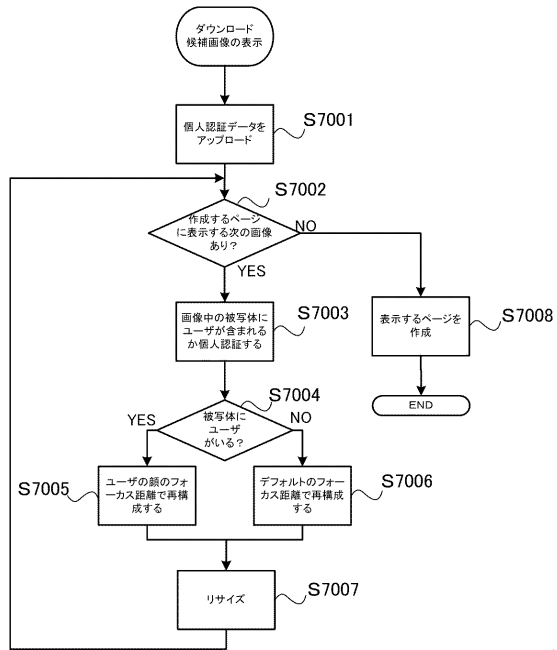 ダウンロード
候補画像の表示
個人認証データを
アップロード
S7001
S7002
作成するページ
に表示する次の画像
あり?
NO
YES
画像中の被写体に
ユーザが含まれる
か個人認証する
S7003
表示するページを
作成
S7008
END
S7004
被写体に
ユーザ
がいる?
YES
NO
S7005
ユーザの顔のフォ
ーカス距離で再構
成する
デフォルトのフォー
カス距離で再構成
する
S7006
リサイズ
S7007